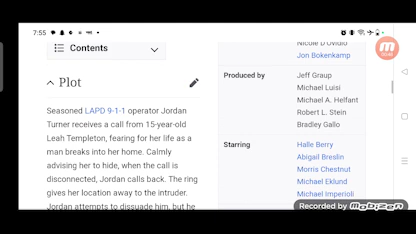 7:55
Contents
Plot
Seasoned LAPD 9-1-1 operator Jordan
Turner receives a call from 15-year-old
Leah Templeton, fearing for her life as a
man breaks into her home. Calmly
advising her to hide, when the call is
disconnected, Jordan calls back. The ring
gives her location away to the intruder.
Jordan attempts to dissuade him, but he
Nicole D'Ovidio
Jon Bokenkamp
Produced by
Jeff Graup
Michael Luisi
Michael A. Helfant
Robert L. Stein
Bradley Gallo
Starring
Halle Berry
Abigail Breslin
Morris Chestnut
Michael Eklund
Michael Imperioli
Recorded by Mobizen